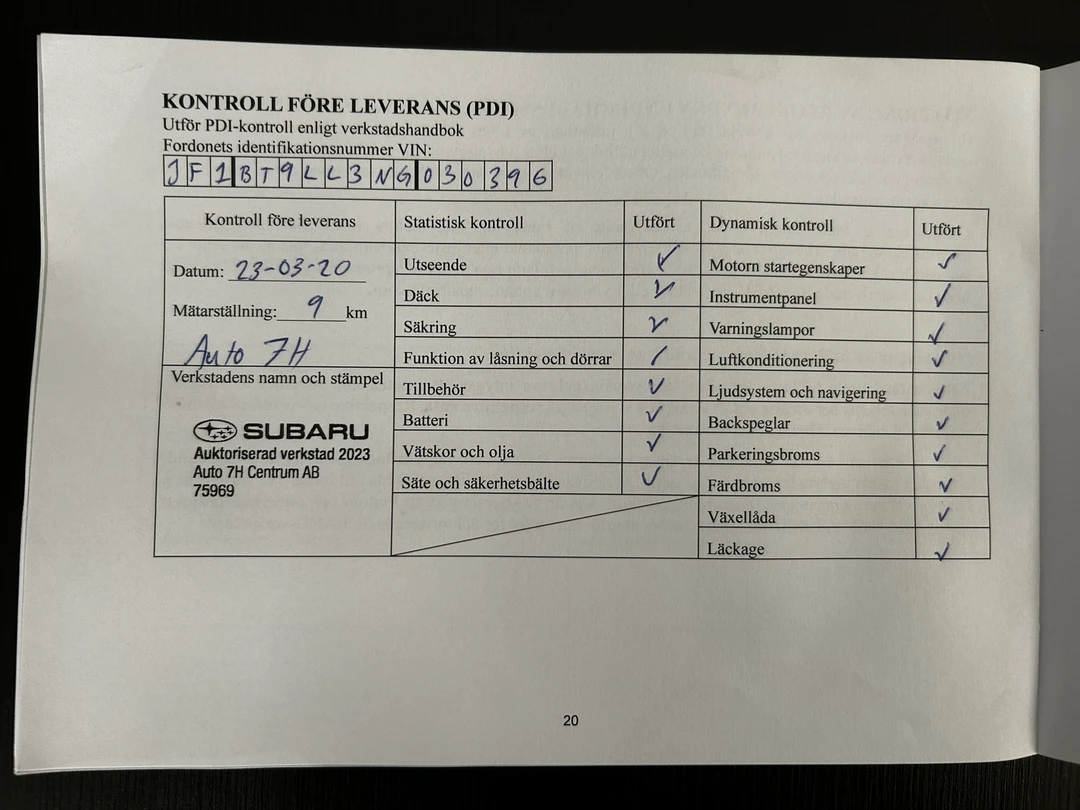 KONTROLL FÖRE LEVERANS (PDI)
Utför PDI-kontroll enligt verkstadshandbok
Fordonets identifikationsnummer VIN:
JF1BT9LL3NG030396
Kontroll före leverans
Statistisk kontroll
Utfört
Dynamisk kontroll
Utfört
Datum: 23-03-20
Mätarställning: 9 km
Auto 7H
Verkstadens namn och stämpel
SUBARU
Auktoriserad verkstad 2023
Auto 7H Centrum AB
75969
Utseende ✓
Däck ✓
Säkring ✓
Funktion av låsning och dörrar ✓
Tillbehör ✓
Batteri ✓
Vätskor och olja ✓
Säte och säkerhetsbälte ✓
Motorn startegenskaper ✓
Instrumentpanel ✓
Varningslampor ✓
Luftkonditionering ✓
Ljudsystem och navigering ✓
Backspeglar ✓
Parkeringsbroms ✓
Färdbroms ✓
Växellåda ✓
Läckage ✓
20